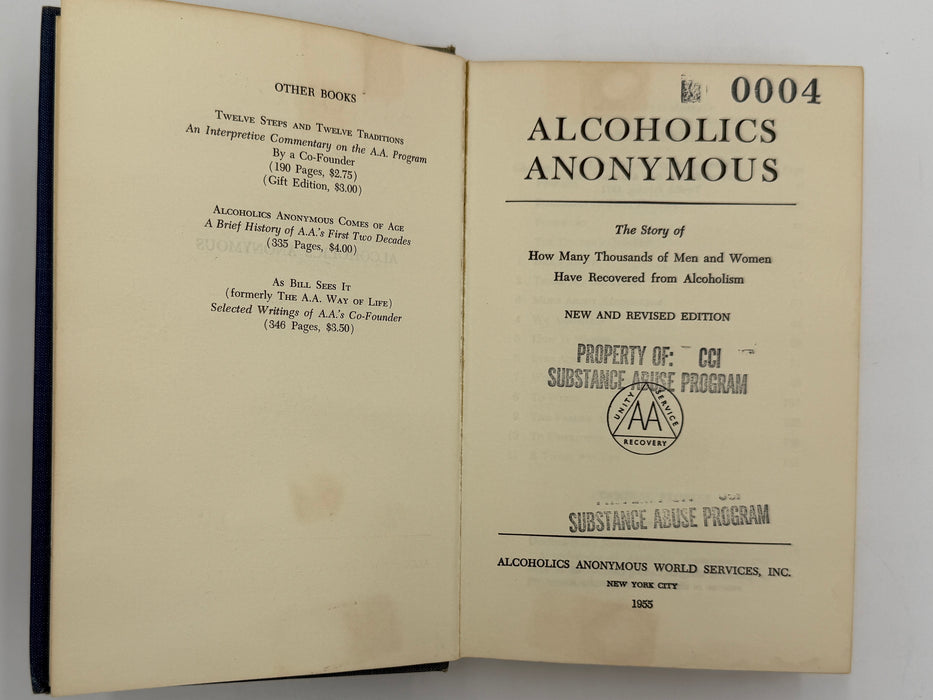 OTHER BOOKS
TWELVE STEPS AND TWELVE TRADITIONS
An Interpretive Commentary on the A.A. Program
By a Co-Founder
(190 Pages, $2.75)
(Gift Edition, $3.00)
ALCOHOLICS ANONYMOUS COMES OF AGE
A Brief History of A.A.'s First Two Decades
(335 Pages, $4.00)
AS BILL SEES IT
(formerly THE A.A. WAY OF LIFE)
Selected Writings of A.A.'s Co-Founder
(346 Pages, $3.50)
0004
ALCOHOLICS
ANONYMOUS
The Story of
How Many Thousands of Men and Women
Have Recovered from Alcoholism
NEW AND REVISED EDITION
PROPERTY OF: CCI
SUBSTANCE ABUSE PROGRAM
UNITY SERVICE
AA
RECOVERY
SUBSTANCE ABUSE PROGRAM
ALCOHOLICS ANONYMOUS WORLD SERVICES, INC.
NEW YORK CITY
1955